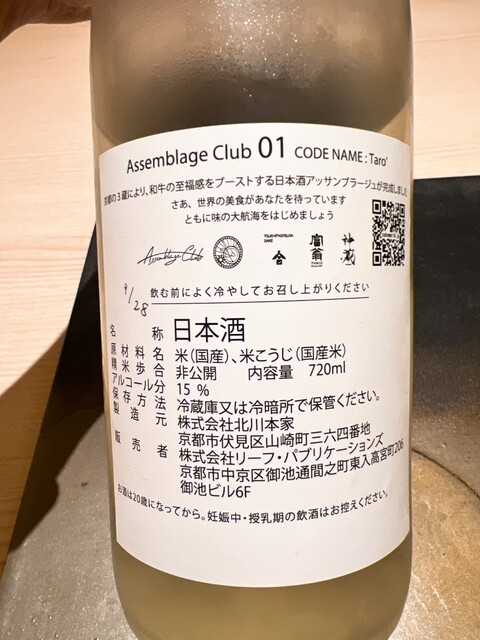 Assemblage Club 01 CODE NAME : Taro'
京都の3蔵により、和牛の至福感をブーストする日本酒アッサンブラージュが完成しました
さあ、世界の美食があなたを待っています
ともに味の大航海をはじめましょう
Assemblage Club
富翁
神蔵
9/28
飲む前によく冷やしてお召し上がりください
名称 日本酒
原材料名 米(国産)、米こうじ(国産米)
精米歩合 非公開 内容量 720ml
アルコール分 15 %
保存方法 冷蔵庫又は冷暗所で保管ください。
製造元 株式会社北川本家
京都市伏見区山崎町三六四番地
販売者 株式会社リーフ・パブリケーションズ
京都市中京区御池通間之町東入高宮町206
御池ビル6F
お酒は20歳になってから。妊娠中・授乳期の飲酒はお控えください。